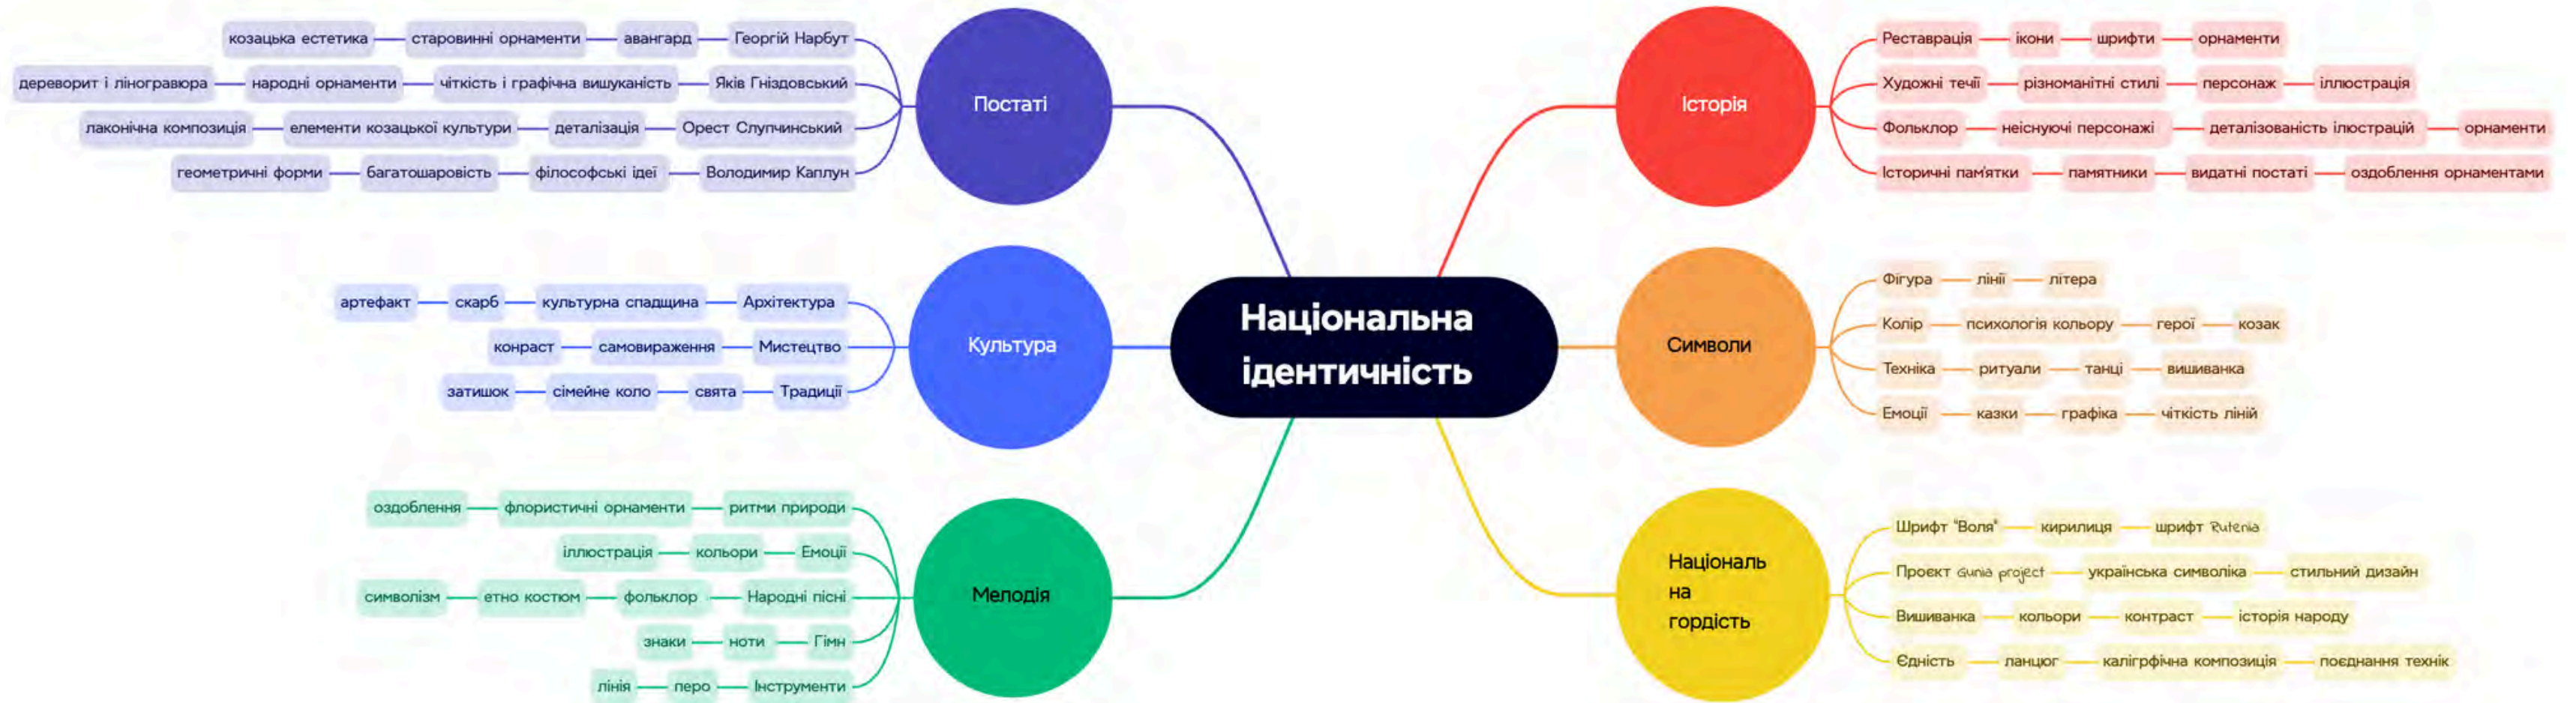 козацька естетика старовинні орнаменти авангард Георгій Нарбут
дереворит і ліногравюра народні орнаменти чіткість і графічна вишуканість Яків Гніздовський
лаконічна композиція елементи козацької культури деталізація Орест Слупчинський
геометричні форми багатошаровість філософські ідеї Володимир Каплун
Постаті
артефакт скарб культурна спадщина Архітектура
конраст самовираження Мистецтво
затишок сімейне коло свята Традиції
Культура
оздоблення флористичні орнаменти ритми природи
іллюстрація кольори Емоції
символізм етно костюм фольклор Народні пісні
знаки ноти Гімн
лінія перо Інструменти
Мелодія
Національна
ідентичність
Історія
Реставрація ікони шрифти орнаменти
Художні течії різноманітні стилі персонаж іллюстрація
Фольклор неіснуючі персонажі деталізованість ілюстрацій орнаменти
Історичні пам'ятки памятники видатні постаті оздоблення орнаментами
Символи
Фігура лінії літера
Колір психологія кольору герої козак
Техніка ритуали танці вишиванка
Емоції казки графіка чіткість ліній
Національ
на
гордість
Шрифт "Воля" кирилиця шрифт Rutenia
Проєкт Gunia project українська символіка стильний дизайн
Вишиванка кольори контраст історія народу
Єдність ланцюг калігрфічна композиція поєднання технік